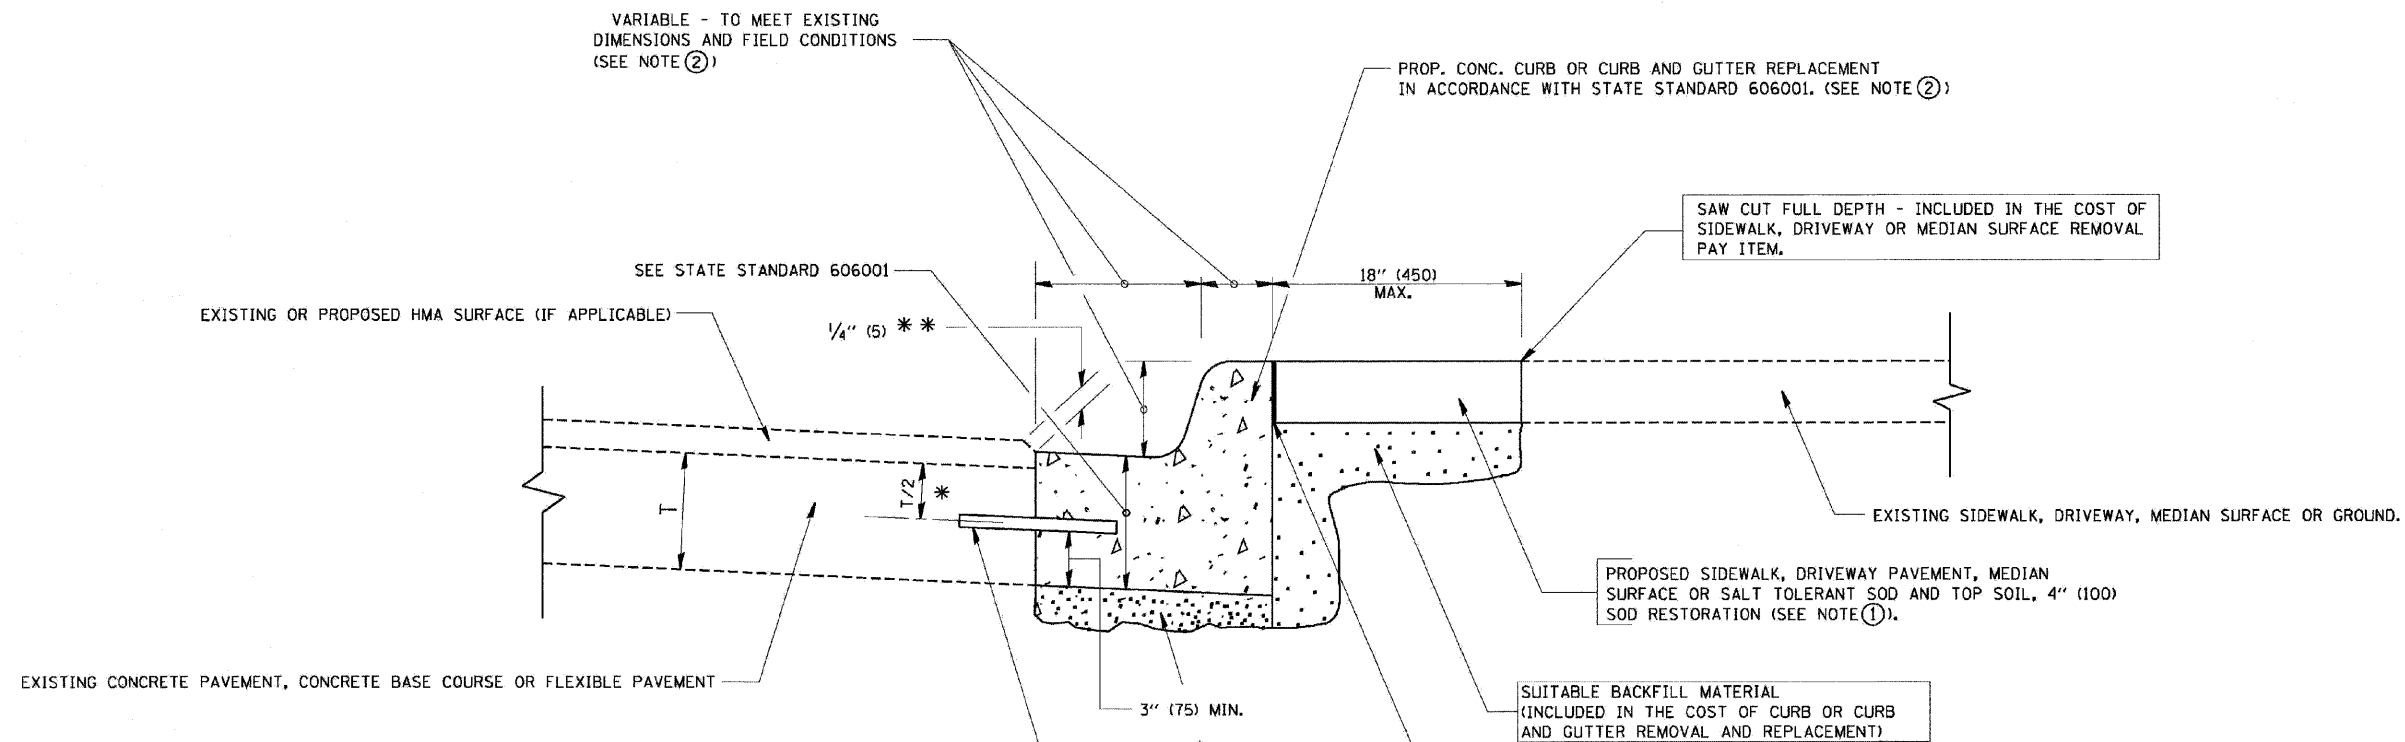 VARIABLE - TO MEET EXISTING
DIMENSIONS AND FIELD CONDITIONS
(SEE NOTE ②)
PROP. CONC. CURB OR CURB AND GUTTER REPLACEMENT
IN ACCORDANCE WITH STATE STANDARD 606001. (SEE NOTE ②)
SAW CUT FULL DEPTH - INCLUDED IN THE COST OF
SIDEWALK, DRIVEWAY OR MEDIAN SURFACE REMOVAL
PAY ITEM.
SEE STATE STANDARD 606001
18" (450)
MAX.
EXISTING OR PROPOSED HMA SURFACE (IF APPLICABLE)
1/4" (5) * *
T
T/2 *
EXISTING SIDEWALK, DRIVEWAY, MEDIAN SURFACE OR GROUND.
PROPOSED SIDEWALK, DRIVEWAY PAVEMENT, MEDIAN
SURFACE OR SALT TOLERANT SOD AND TOP SOIL, 4" (100)
SOD RESTORATION (SEE NOTE ①).
EXISTING CONCRETE PAVEMENT, CONCRETE BASE COURSE OR FLEXIBLE PAVEMENT
3" (75) MIN.
SUITABLE BACKFILL MATERIAL
(INCLUDED IN THE COST OF CURB OR CURB
AND GUTTER REMOVAL AND REPLACEMENT)